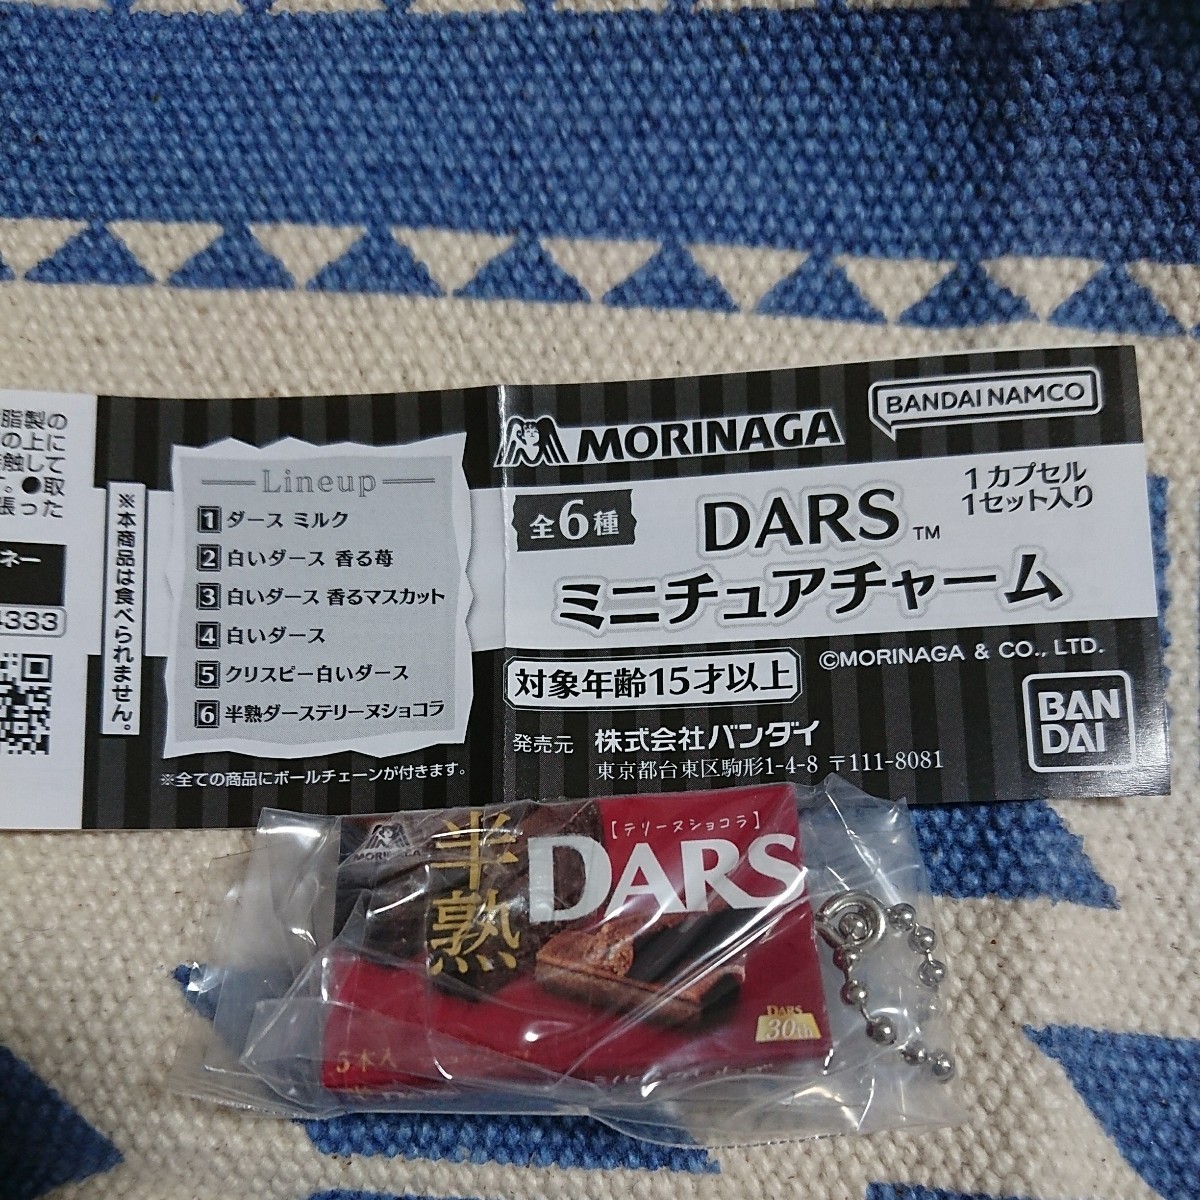 脂製の
の上に
触して
●取
張った
ネー
4333
※本商品は食べられません。
Lineup
1 ダース ミルク
2 白いダース 香る苺
3 白いダース 香るマスカット
4 白いダース
5 クリスピー白いダース
6 半熟ダーステリーヌショコラ
※全ての商品にボールチェーンが付きます。
MORINAGA
BANDAI NAMCO
全6種
DARS™
1カプセル
1セット入り
ミニチュアチャーム
対象年齢15才以上
©MORINAGA & CO., LTD.
発売元 株式会社バンダイ
東京都台東区駒形1-4-8 〒111-8081
BAN
DAI
MORINAGA
半熟
[テリーヌショコラ]
DARS
DARS
30th